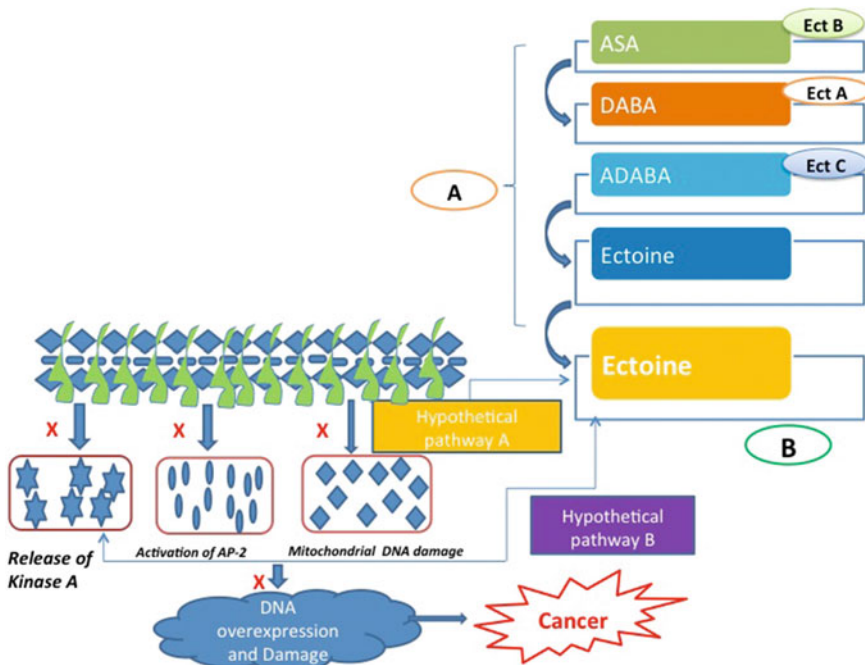 Ect B
ASA
Ect A
DABA
Ect C
ADABA
A
Ectoine
Ectoine
Hypothetical
pathway A
B
X
X
X
Hypothetical
pathway B
Release of
Kinase A
Activation of AP-2
Mitochondrial DNA damage
X
DNA
overexpression
and Damage
Cancer